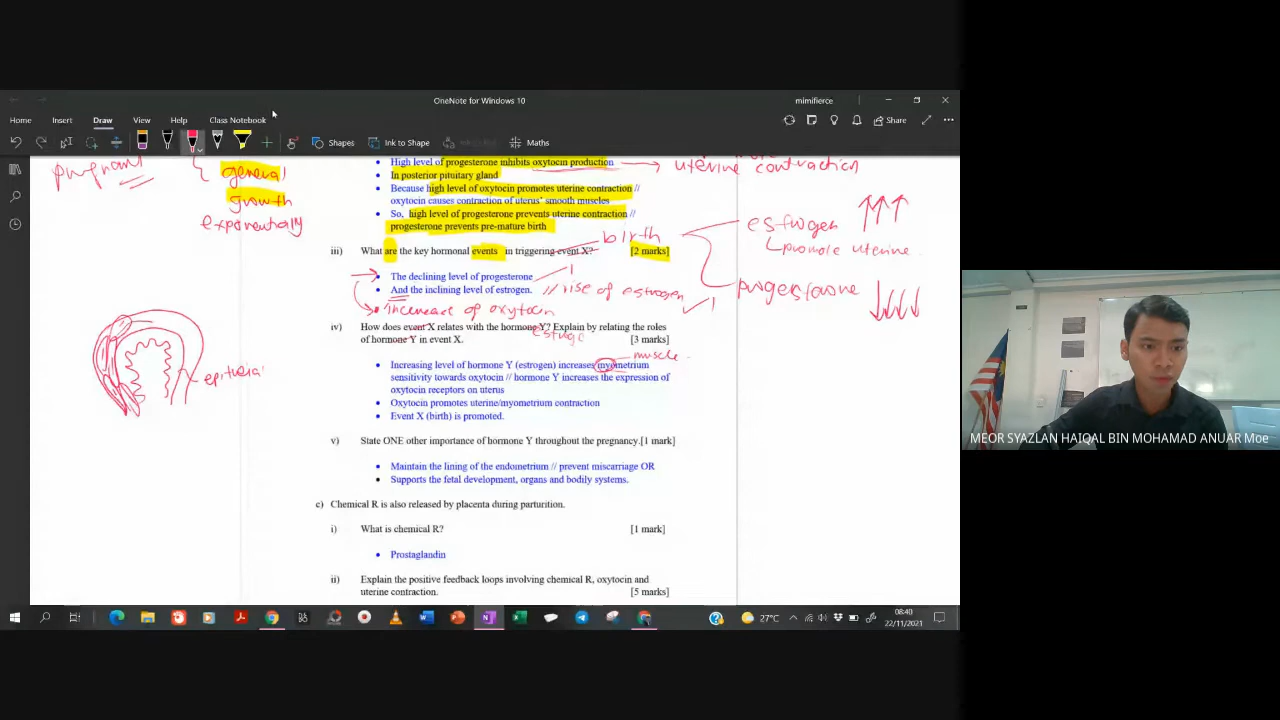 OneNote for Windows 10
mimifierce
Home Insert Draw View Help Class Notebook
Share
Shapes Ink to Shape Maths
pregnant
general
growth
exponentially
High level of progesterone inhibits oxytocin production
uterine contraction
In posterior pituitary gland
Because high level of oxytocin promotes uterine contraction //
oxytocin causes contraction of uterus' smooth muscles
So, high level of progesterone prevents uterine contraction //
progesterone prevents pre-mature birth
birth
estrogen
promote uterine
iii) What are the key hormonal events in triggering event X? [2 marks]
The declining level of progesterone
And the inclining level of estrogen. // rise of estrogen
progesterone
increment of oxytocin
iv) How does event X relates with the hormone Y? Explain by relating the roles
of hormone Y in event X. [3 marks]
muscle
Increasing level of hormone Y (estrogen) increases myometrium
sensitivity towards oxytocin // hormone Y increases the expression of
oxytocin receptors on uterus
Oxytocin promotes uterine/myometrium contraction
Event X (birth) is promoted.
v) State ONE other importance of hormone Y throughout the pregnancy.[1 mark]
Maintain the lining of the endometrium // prevent miscarriage OR
Supports the fetal development, organs and bodily systems.
c) Chemical R is also released by placenta during parturition.
i) What is chemical R? [1 mark]
Prostaglandin
ii) Explain the positive feedback loops involving chemical R, oxytocin and
uterine contraction. [5 marks]
MEOR SYAZLAN HAIQAL BIN MOHAMAD ANUAR Moe
27°C
08:40
22/11/2021